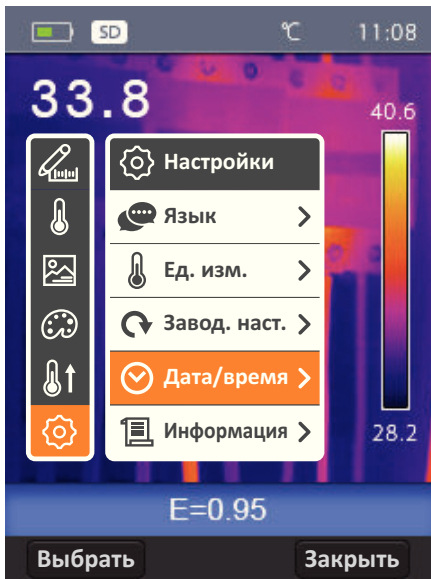 SD ℃ 11:08
33.8
40.6
Настройки
Язык
Ед. изм.
Завод. наст.
Дата/время
Информация
28.2
E=0.95
Выбрать Закрыть